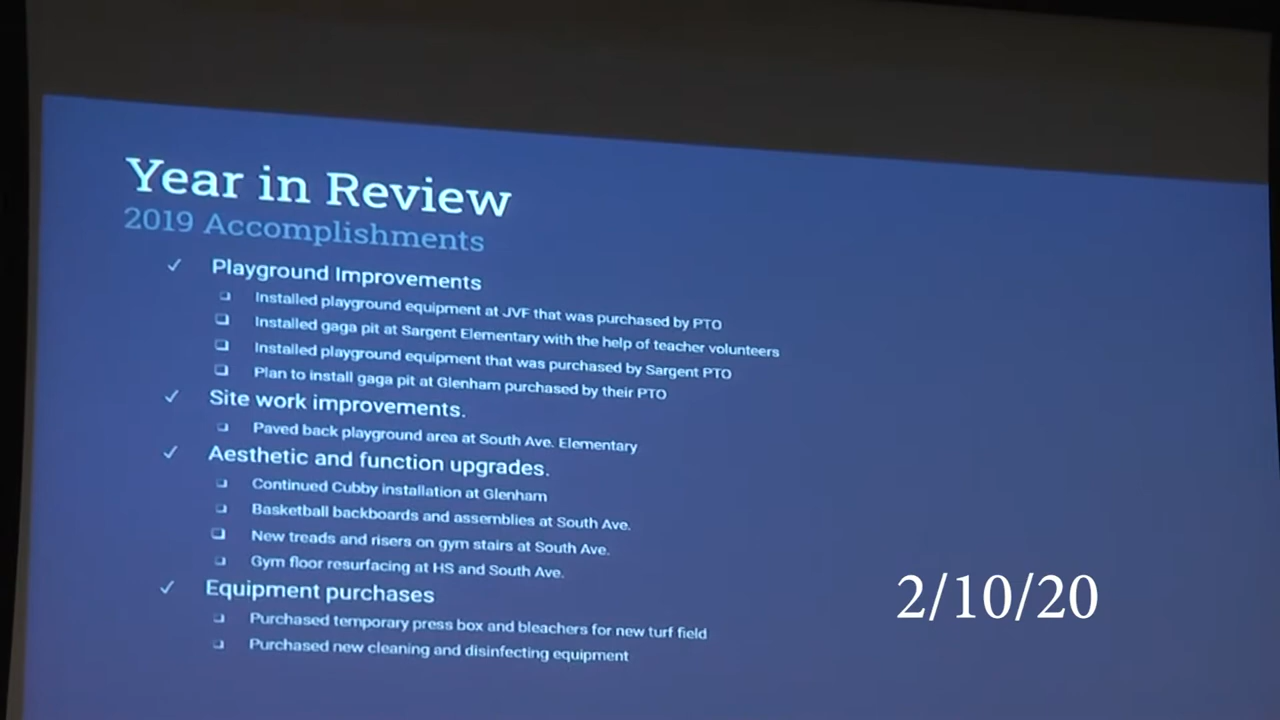 Year in Review
2019 Accomplishments
✓ Playground Improvements
❏ Installed playground equipment at JVF that was purchased by PTO
❏ Installed gaga pit at Sargent Elementary with the help of teacher volunteers
❏ Installed playground equipment that was purchased by Sargent PTO
❏ Plan to install gaga pit at Glenham purchased by their PTO
✓ Site work improvements.
❏ Paved back playground area at South Ave. Elementary
✓ Aesthetic and function upgrades.
❏ Continued Cubby installation at Glenham
❏ Basketball backboards and assemblies at South Ave.
❏ New treads and risers on gym stairs at South Ave.
❏ Gym floor resurfacing at HS and South Ave.
✓ Equipment purchases
❏ Purchased temporary press box and bleachers for new turf field
❏ Purchased new cleaning and disinfecting equipment
2/10/20